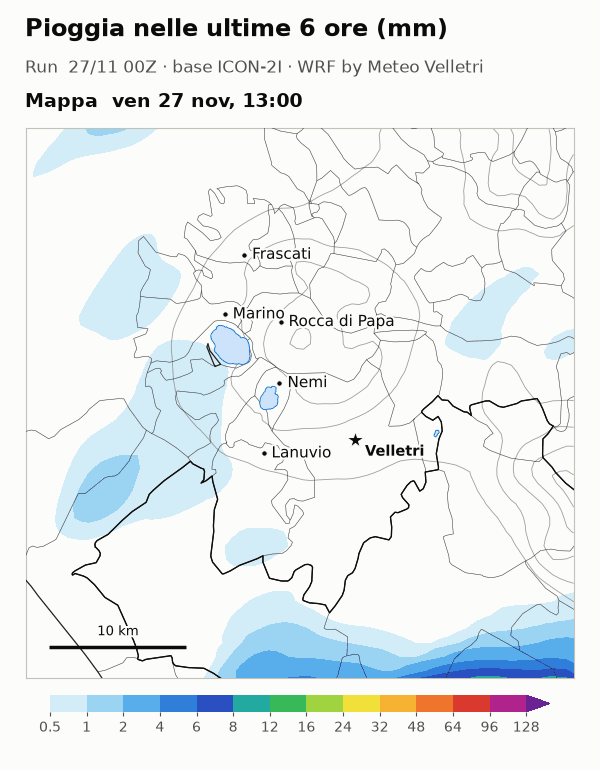 Pioggia nelle ultime 6 ore (mm)
Run  27/11 00Z · base ICON-2I · WRF by Meteo Velletri
Mappa  ven 27 nov, 13:00
Frascati
Marino
Rocca di Papa
Nemi
Velletri
Lanuvio
10 km
0.5 1 2 4 6 8 12 16 24 32 48 64 96 128